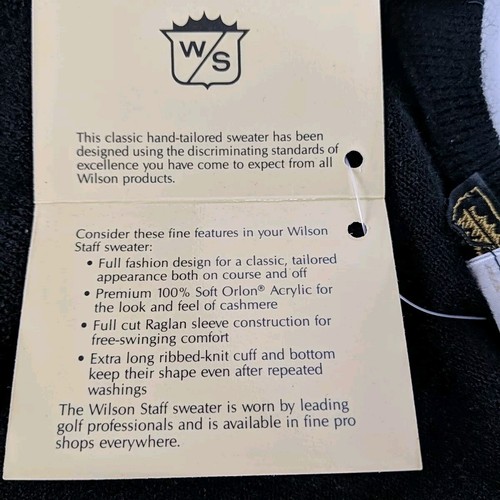 W/S
This classic hand-tailored sweater has been
designed using the discriminating standards of
excellence you have come to expect from all
Wilson products.
Consider these fine features in your Wilson
Staff sweater:
• Full fashion design for a classic, tailored
appearance both on course and off
• Premium 100% Soft Orlon® Acrylic for
the look and feel of cashmere
• Full cut Raglan sleeve construction for
free-swinging comfort
• Extra long ribbed-knit cuff and bottom
keep their shape even after repeated
washings
The Wilson Staff sweater is worn by leading
golf professionals and is available in fine pro
shops everywhere.